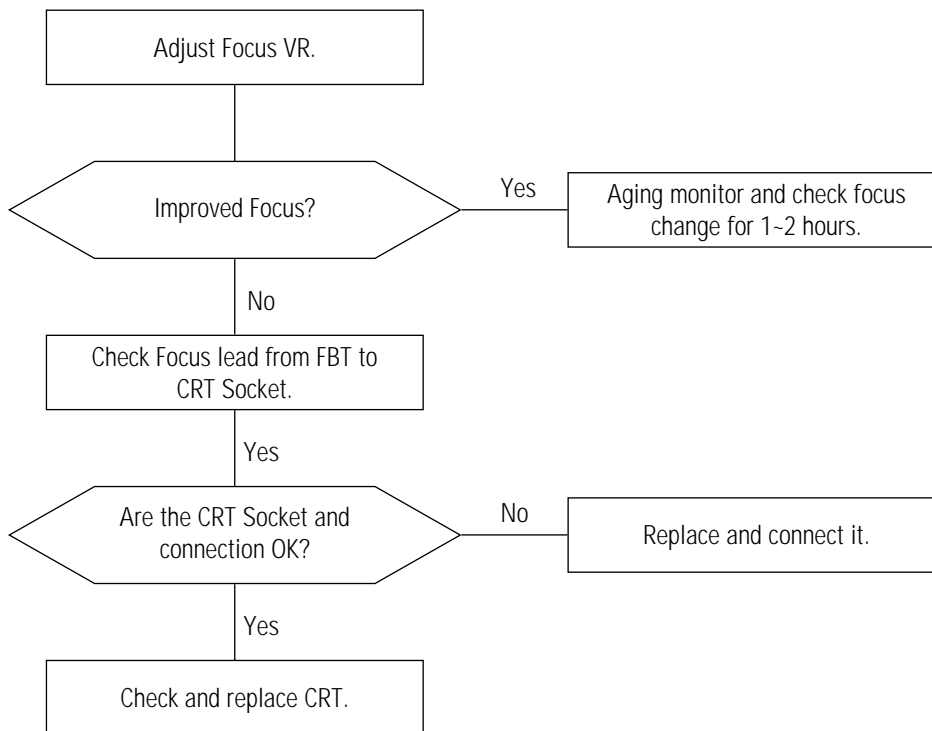 Adjust Focus VR.
Improved Focus?
Yes
Aging monitor and check focus
change for 1~2 hours.
No
Check Focus lead from FBT to
CRT Socket.
Yes
Are the CRT Socket and
connection OK?
No
Replace and connect it.
Yes
Check and replace CRT.